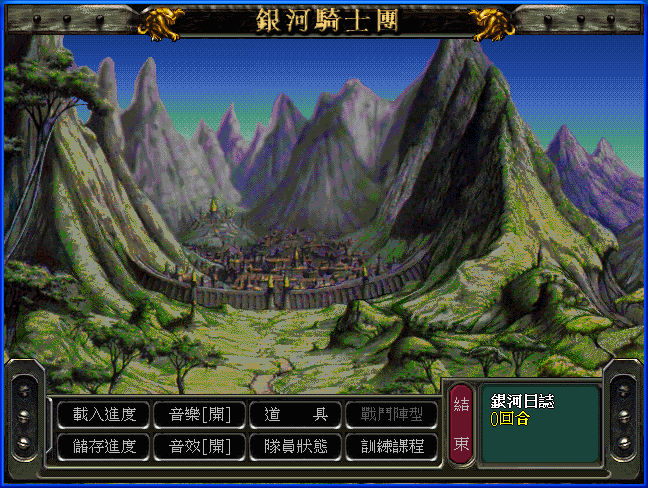 銀河騎士團
載入進度 音樂[開] 道 具 戰鬥陣型
儲存進度 音效[開] 隊員狀態 訓練課程
結束
銀河日誌
0回合